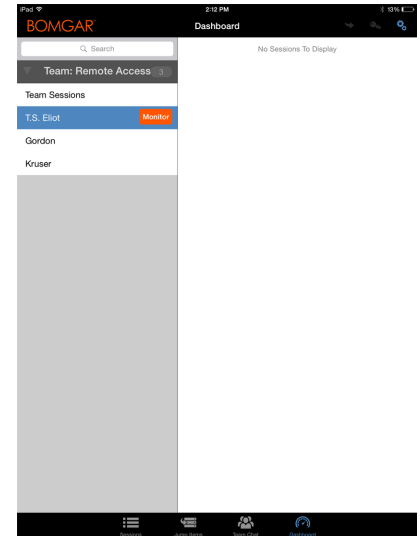 iPad 2:12 PM 13%
BOMGAR Dashboard
Search
No Sessions To Display
Team: Remote Access 3
Team Sessions
T.S. Eliot Monitor
Gordon
Kruser
Sessions Jump Items Team Chat Dashboard